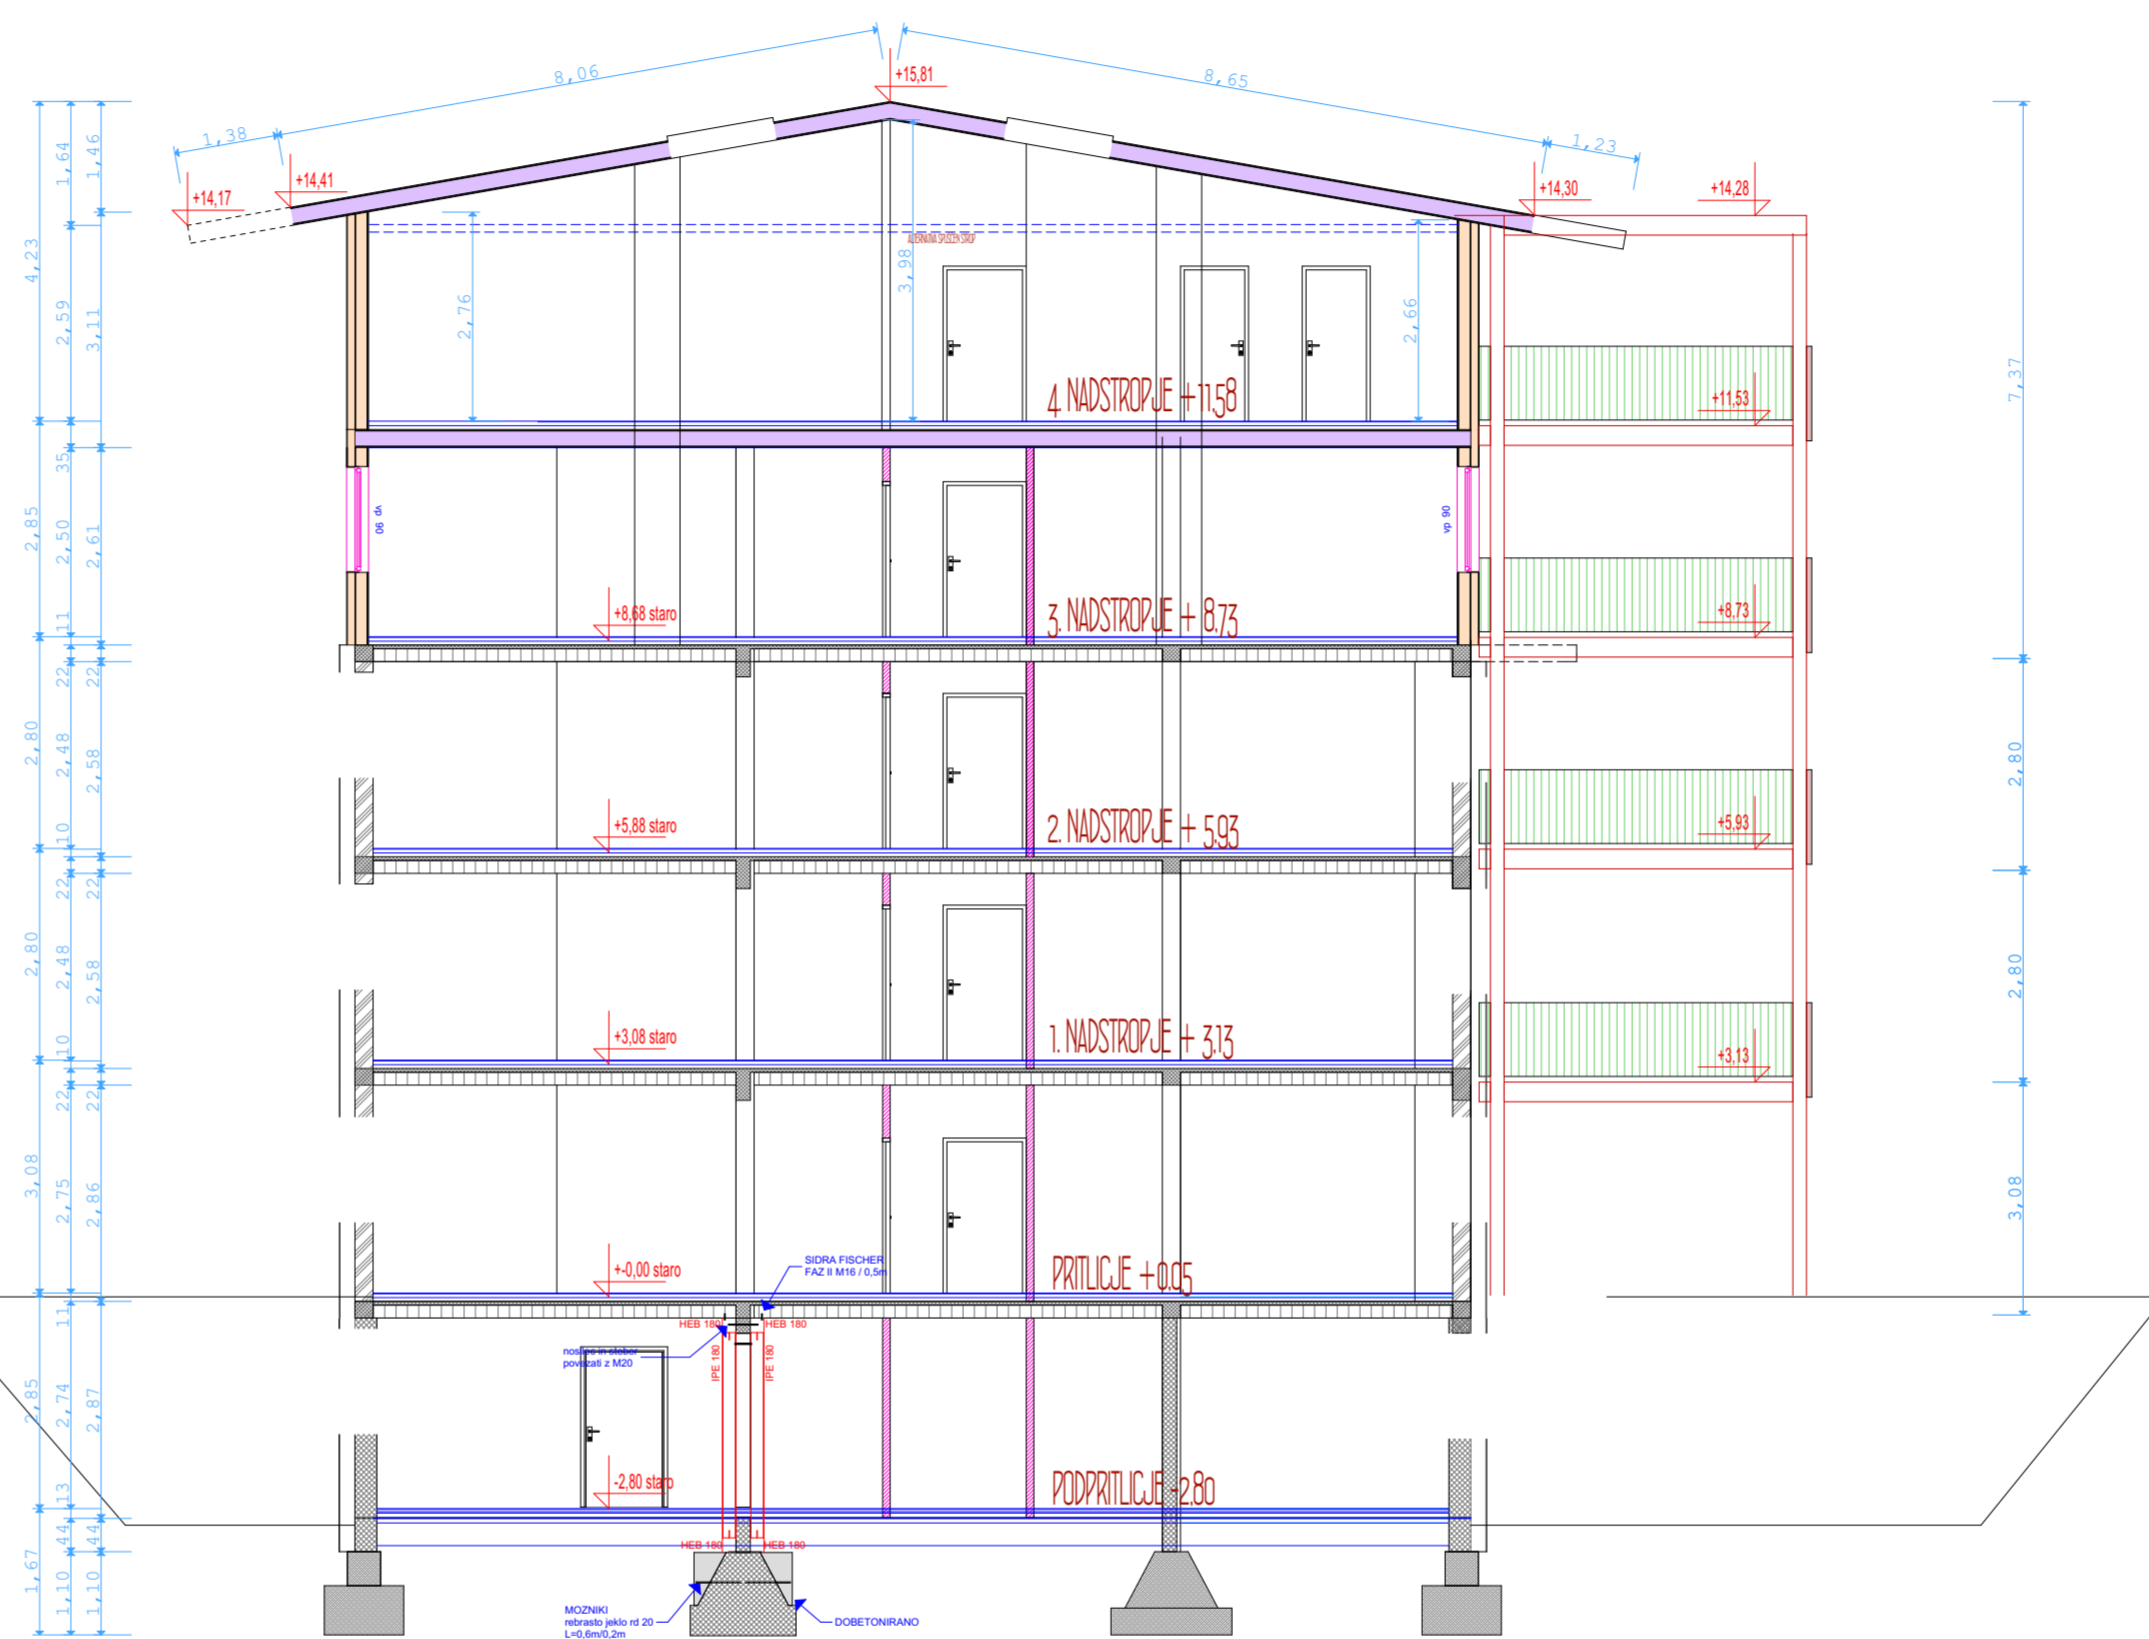 8,06
8,65
+15,81
1,38
1,23
+14,17
+14,41
+14,30
+14,28
1,64
1,46
4,23
2,59
3,11
7,37
ALTERNATIVA SPUŠČEN STROP
2,76
3,98
2,66
4. NADSTROPJE +11.58
+11,53
35
2,85
2,50
2,61
11
vp 90
vp 90
+8,68 staro
3. NADSTROPJE + 8.73
+8,73
22
22
2,80
2,48
2,58
10
2,80
+5,88 staro
2. NADSTROPJE + 5.93
+5,93
22
22
2,80
2,48
2,58
10
2,80
+3,08 staro
1. NADSTROPJE + 3.13
+3,13
22
22
3,08
2,75
2,86
3,08
SIDRA FISCHER
FAZ II M16 / 0,5m
+-0,00 staro
PRITLICJE +0.05
11
HEB 180
HEB 180
nosilec in steber
povezati z M20
IPE 180
IPE 180
2,85
2,74
2,87
13
-2,80 staro
PODPRITLICJE -2.80
44
44
HEB 180
HEB 180
1,67
1,10
1,10
MOZNIKI
rebrasto jeklo rd 20
L=0,6m/0,2m
DOBETONIRANO